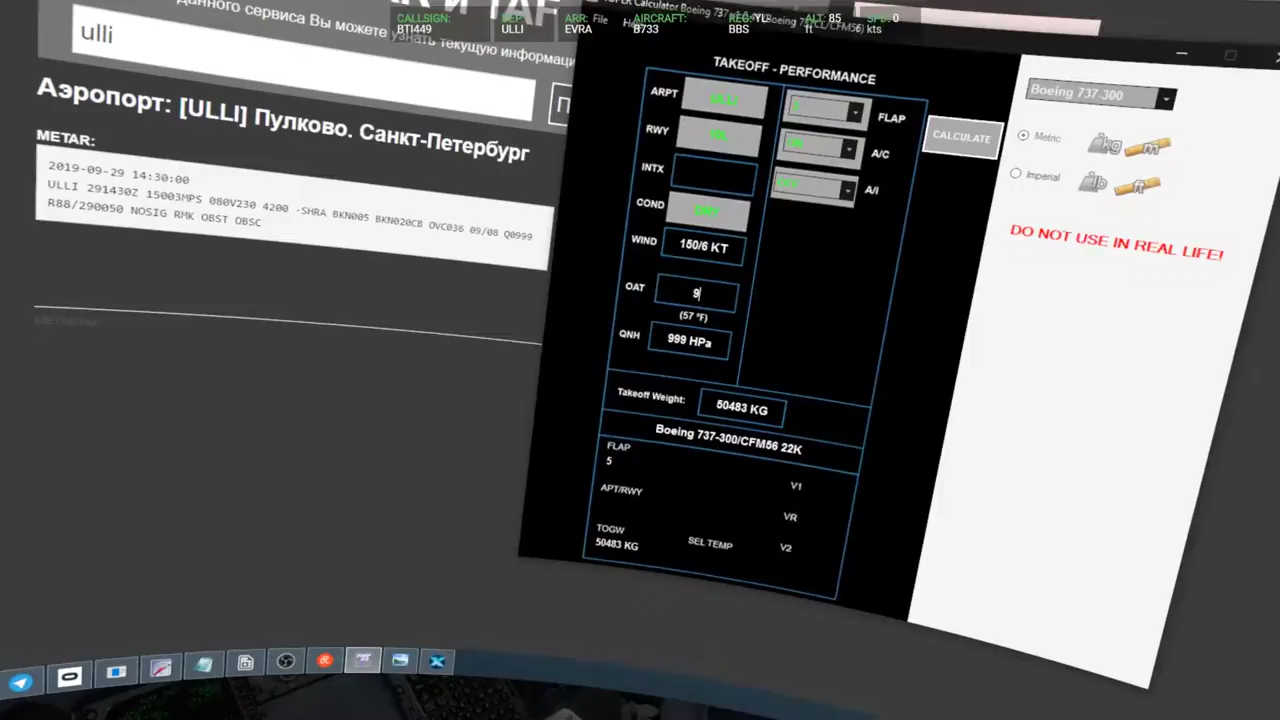 данного сервиса Вы можете узнать текущую информац
ulli
Аэропорт: [ULLI] Пулково. Санкт-Петербург
METAR:
2019-09-29 14:30:00
ULLI 291430Z 15003MPS 080V230 4200 -SHRA BKN005 BKN020CB OVC036 09/08 Q0999
R88/290050 NOSIG RMK OBST OBSC
CALLSIGN:
BTI449
DEP:
ULLI
ARR:
EVRA
AIRCRAFT:
B733
REG: YL-
BBS
ALT: 85
ft
SPD: 0
kts
File
TAKEOFF - PERFORMANCE
ARPT ULLI
RWY
INTX
COND
WIND 150/6 KT
OAT 9
(57 °F)
QNH 999 HPa
FLAP
A/C
A/I
CALCULATE
Takeoff Weight: 50483 KG
Boeing 737-300/CFM56 22K
FLAP
5
APT/RWY
TOGW
50483 KG
SEL TEMP
V1
VR
V2
Boeing 737-300
Metric kg m
Imperial lb ft
DO NOT USE IN REAL LIFE!